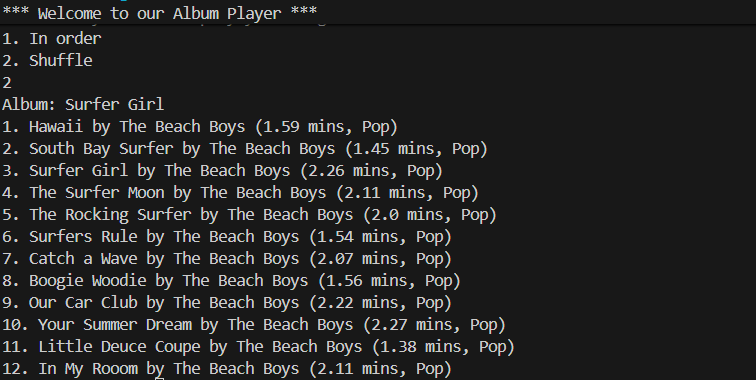 *** Welcome to our Album Player ***
1. In order
2. Shuffle
2
Album: Surfer Girl
1. Hawaii by The Beach Boys (1.59 mins, Pop)
2. South Bay Surfer by The Beach Boys (1.45 mins, Pop)
3. Surfer Girl by The Beach Boys (2.26 mins, Pop)
4. The Surfer Moon by The Beach Boys (2.11 mins, Pop)
5. The Rocking Surfer by The Beach Boys (2.0 mins, Pop)
6. Surfers Rule by The Beach Boys (1.54 mins, Pop)
7. Catch a Wave by The Beach Boys (2.07 mins, Pop)
8. Boogie Woodie by The Beach Boys (1.56 mins, Pop)
9. Our Car Club by The Beach Boys (2.22 mins, Pop)
10. Your Summer Dream by The Beach Boys (2.27 mins, Pop)
11. Little Deuce Coupe by The Beach Boys (1.38 mins, Pop)
12. In My Rooom by The Beach Boys (2.11 mins, Pop)